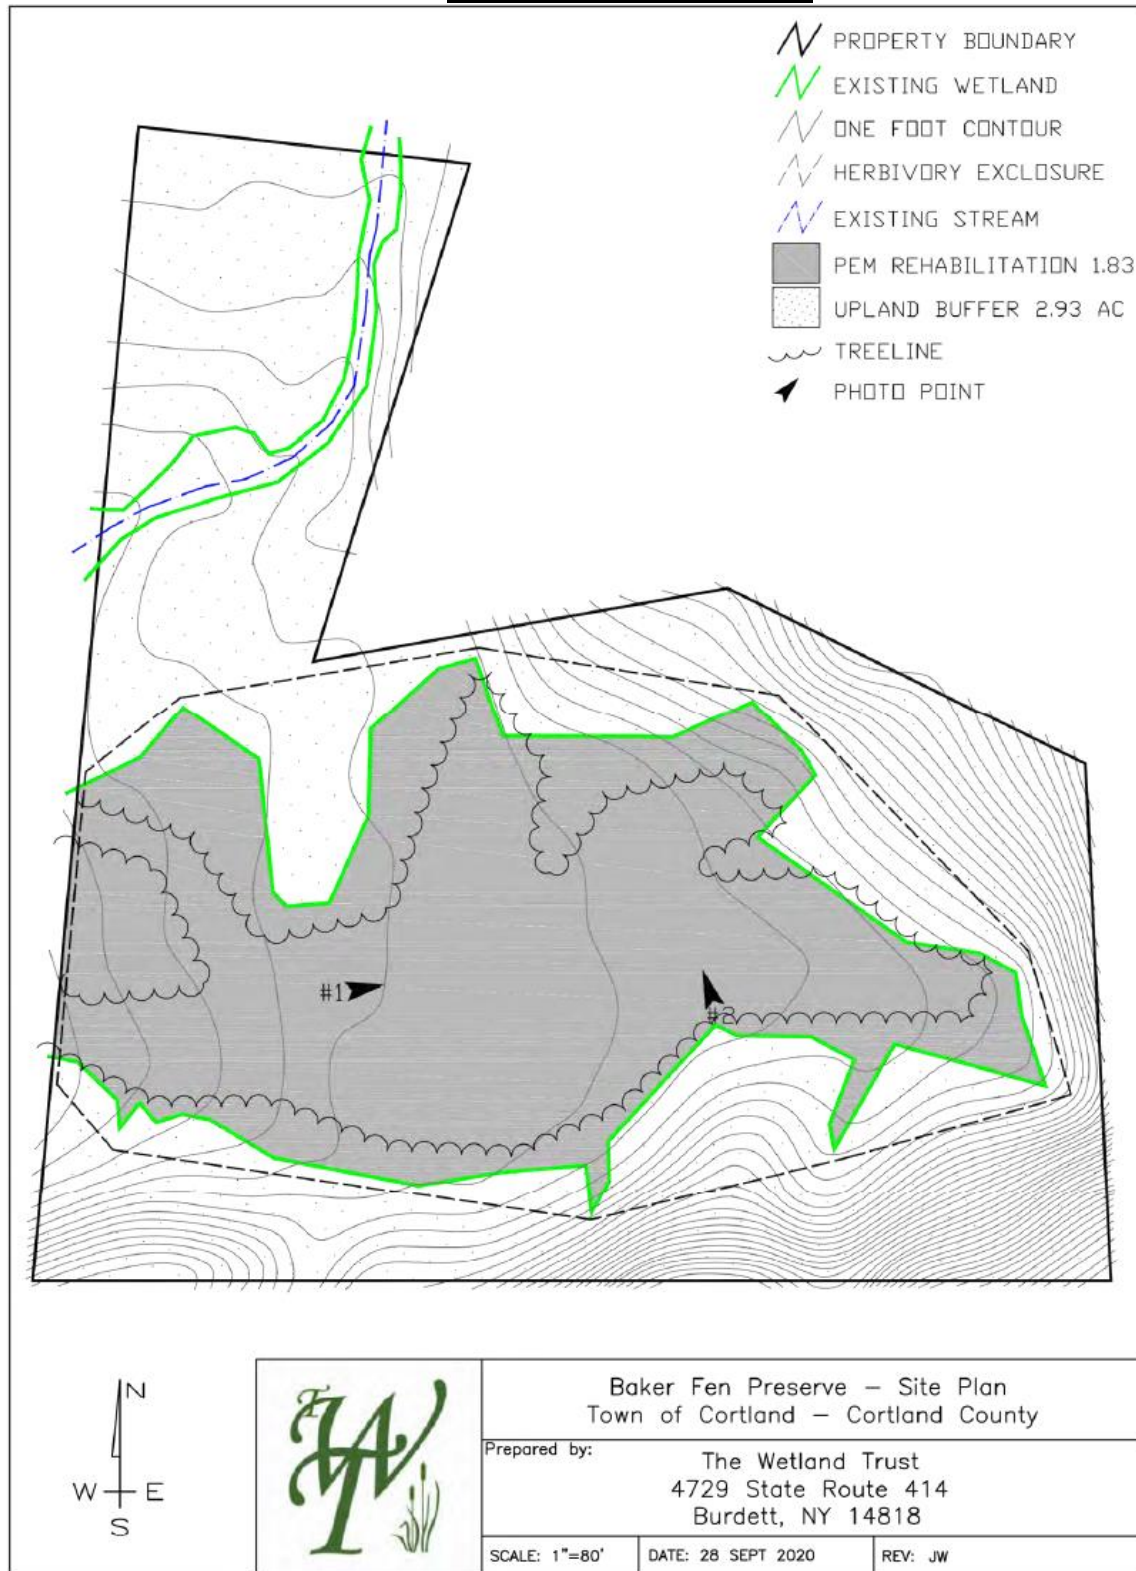 PROPERTY BOUNDARY
EXISTING WETLAND
ONE FOOT CONTOUR
HERBIVORY EXCLOSURE
EXISTING STREAM
PEM REHABILITATION 1.83
UPLAND BUFFER 2.93 AC
TREELINE
PHOTO POINT
#1
#2
N
W E
S
TWT
Baker Fen Preserve – Site Plan
Town of Cortland – Cortland County
Prepared by:
The Wetland Trust
4729 State Route 414
Burdett, NY 14818
SCALE: 1"=80'
DATE: 28 SEPT 2020
REV: JW